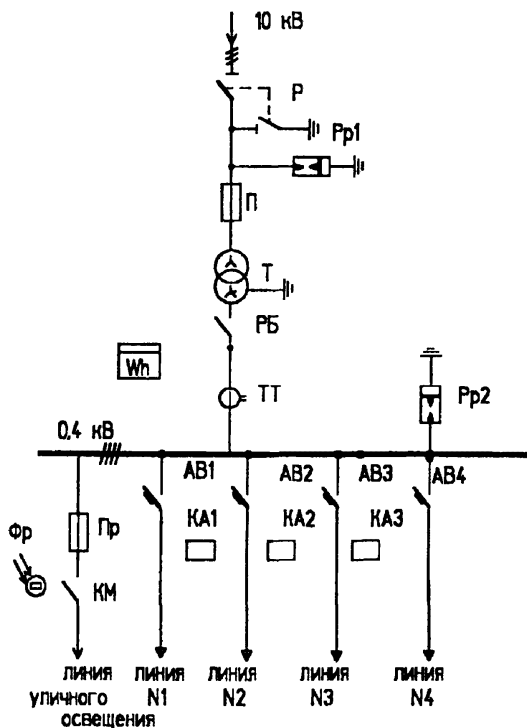 10 кВ
Р
Рр1
П
Т
РБ
Wh
ТТ
Рр2
0,4 кВ
АВ1
АВ2
АВ3
АВ4
Фр
Пр
КА1
КА2
КА3
КМ
линия уличного освещения
линия N1
линия N2
линия N3
линия N4